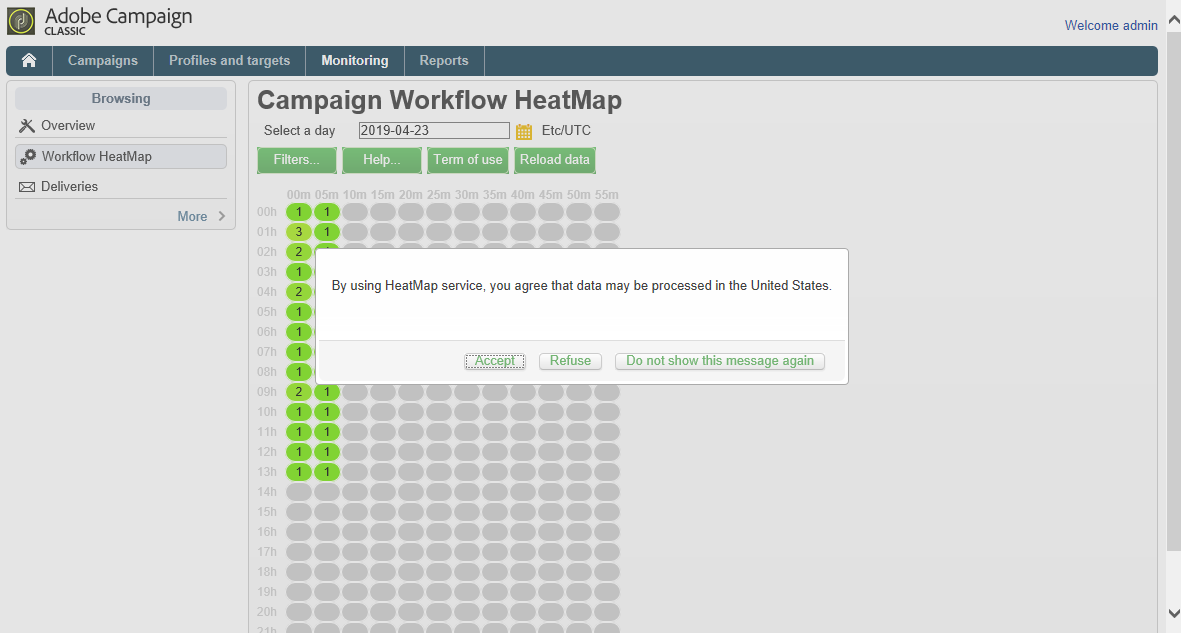 Adobe Campaign
CLASSIC
Welcome admin
Campaigns Profiles and targets Monitoring Reports
Browsing
Overview
Workflow HeatMap
Deliveries
More
Campaign Workflow HeatMap
Select a day 2019-04-23 Etc/UTC
Filters... Help... Term of use Reload data
00m 05m 10m 15m 20m 25m 30m 35m 40m 45m 50m 55m
00h 1 1
01h 3 1
02h 2
03h 1
04h 2
05h 1
06h 1
07h 1
08h 1
09h 2 1
10h 1 1
11h 1 1
12h 1 1
13h 1 1
14h
15h
16h
17h
18h
19h
20h
21h
By using HeatMap service, you agree that data may be processed in the United States.
Accept Refuse Do not show this message again